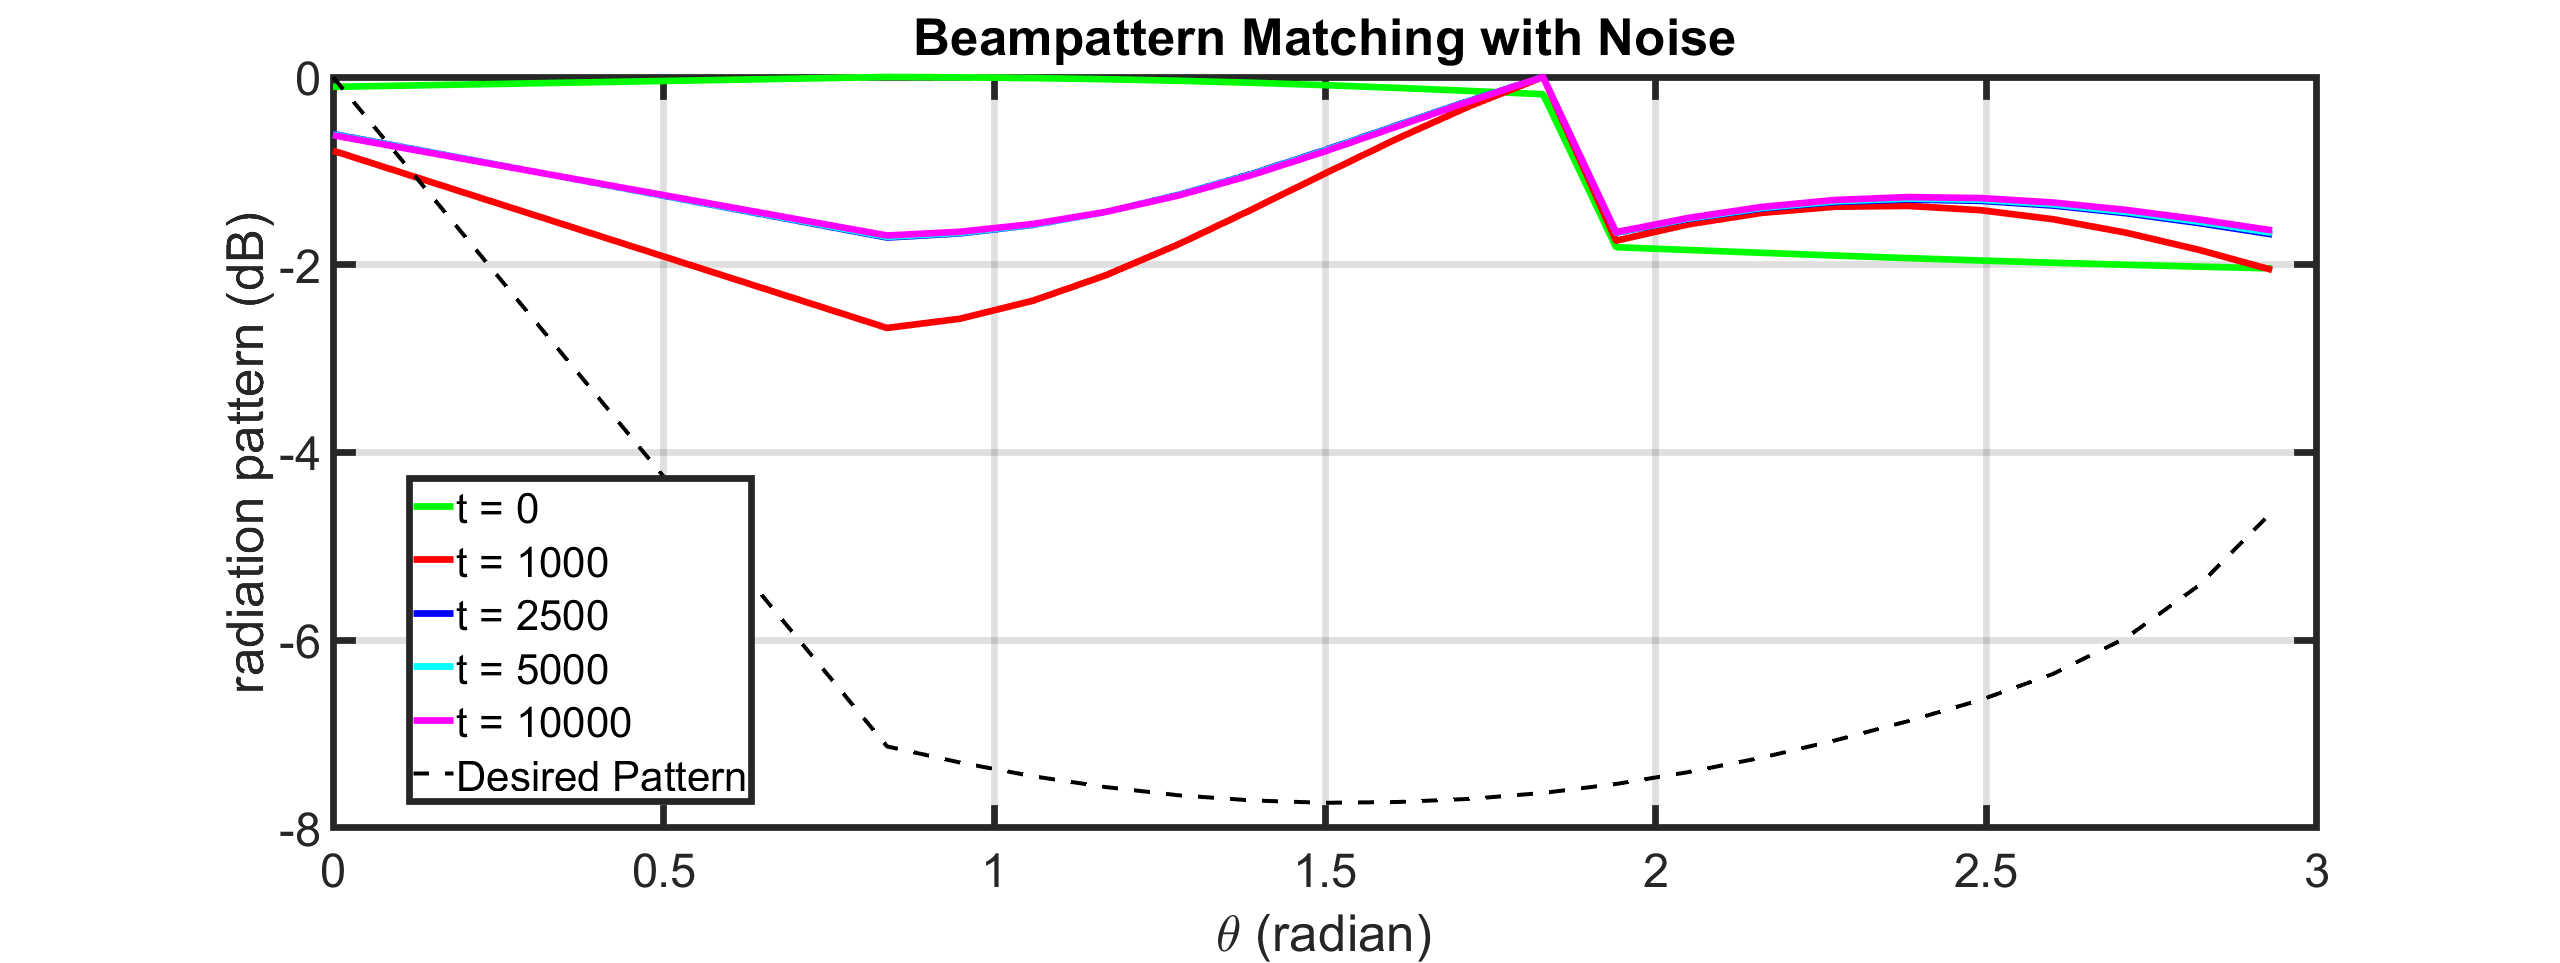 Beampattern Matching with Noise
radiation pattern (dB)
0
-2
-4
-6
-8
t = 0
t = 1000
t = 2500
t = 5000
t = 10000
Desired Pattern
0 0.5 1 1.5 2 2.5 3
θ (radian)